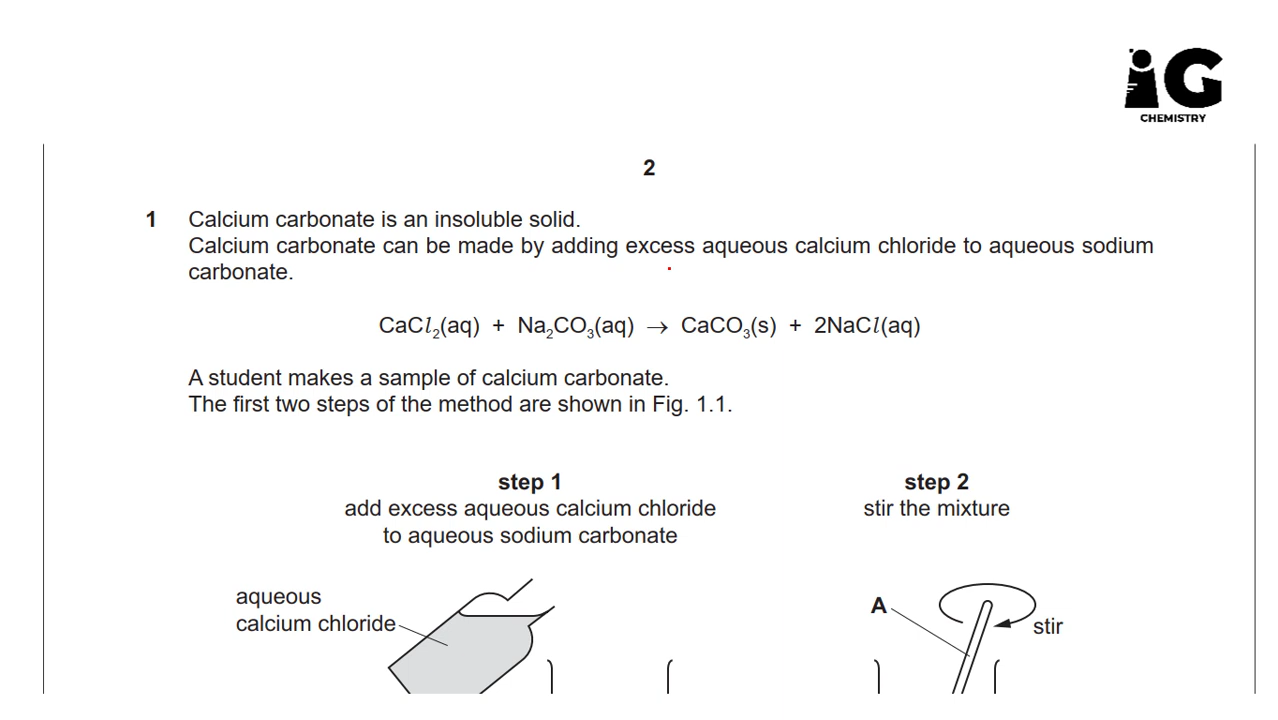 iG
CHEMISTRY
2
1 Calcium carbonate is an insoluble solid.
Calcium carbonate can be made by adding excess aqueous calcium chloride to aqueous sodium
carbonate.
CaCl₂(aq) + Na₂CO₃(aq) → CaCO₃(s) + 2NaCl(aq)
A student makes a sample of calcium carbonate.
The first two steps of the method are shown in Fig. 1.1.
step 1
add excess aqueous calcium chloride
to aqueous sodium carbonate
step 2
stir the mixture
aqueous
calcium chloride
A
stir